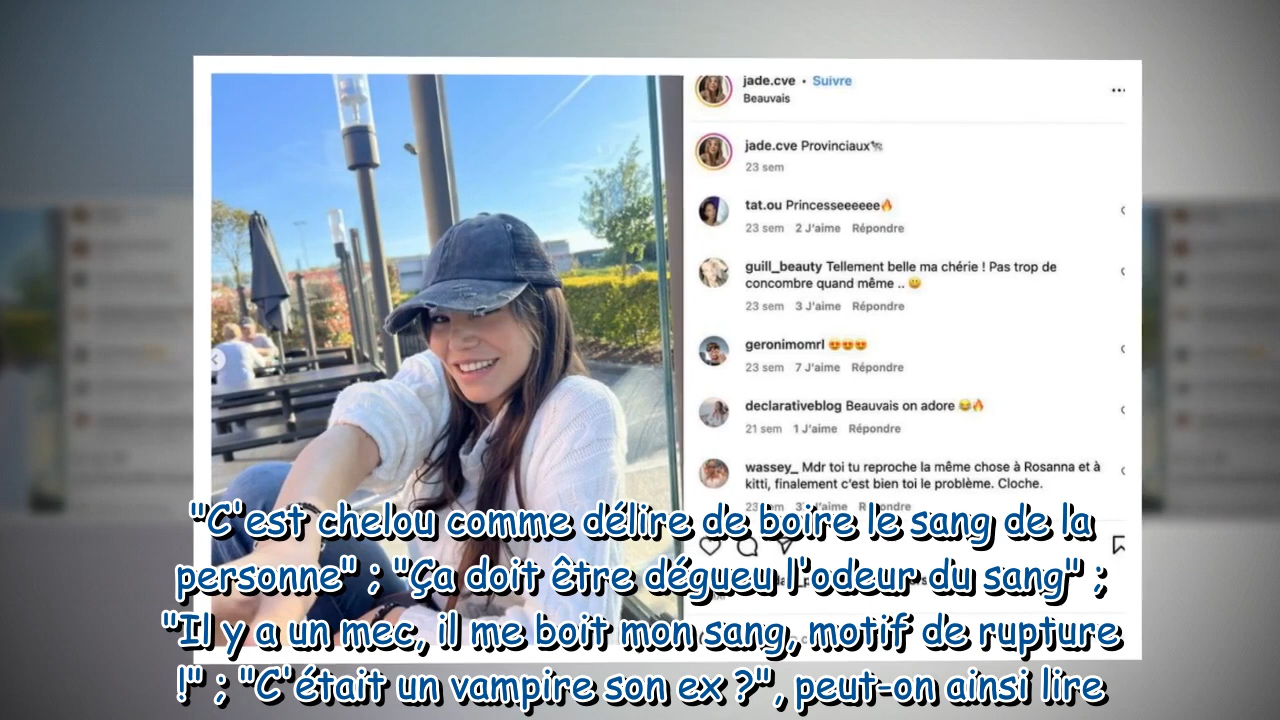 jade.cve • Suivre
Beauvais
jade.cve Provinciaux
23 sem
tat.ou Princesseeeeee🔥
23 sem 2 J'aime Répondre
guill_beauty Tellement belle ma chérie ! Pas trop de
concombre quand même .. 😃
23 sem 3 J'aime Répondre
geronimomrl 😍😍😍
23 sem 7 J'aime Répondre
declarativeblog Beauvais on adore 😂🔥
21 sem 1 J'aime Répondre
wassey_ Mdr toi tu reproche la même chose à Rosanna et à
kitti, finalement c'est bien toi le problème. Cloche.
"C'est chelou comme délire de boire le sang de la
personne" ; "Ça doit être dégueu l'odeur du sang" ;
"Il y a un mec, il me boit mon sang, motif de rupture
!" ; "C'était un vampire son ex ?", peut-on ainsi lire